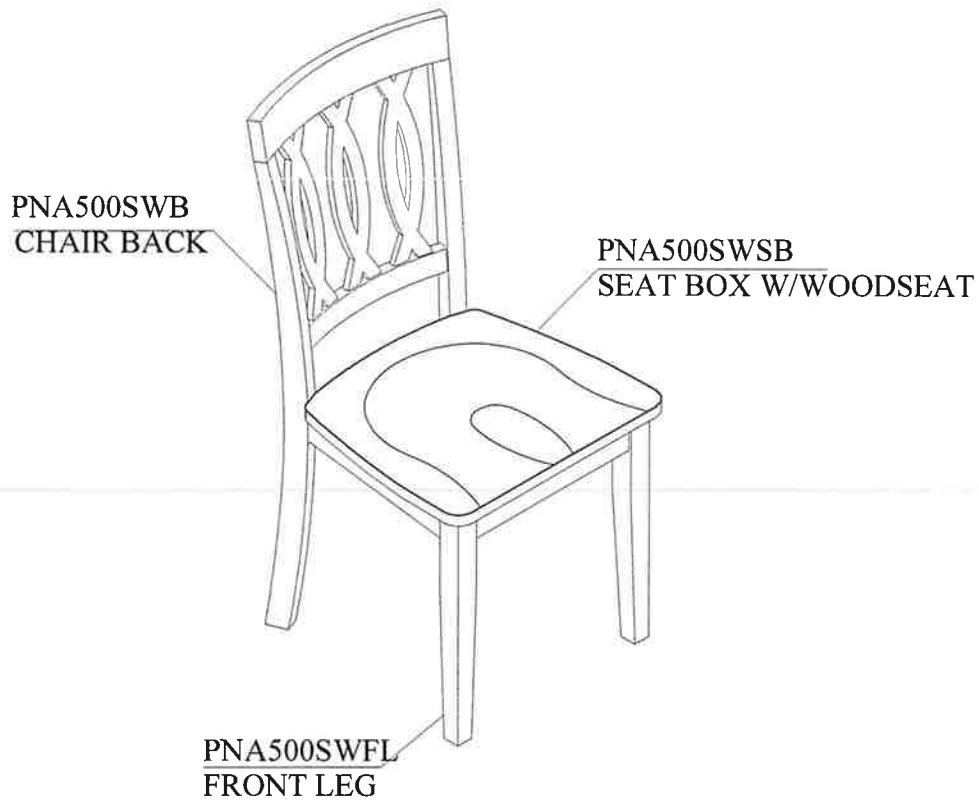 PNA500SWB
CHAIR BACK
PNA500SWSB
SEAT BOX W/WOODSEAT
PNA500SWFL
FRONT LEG